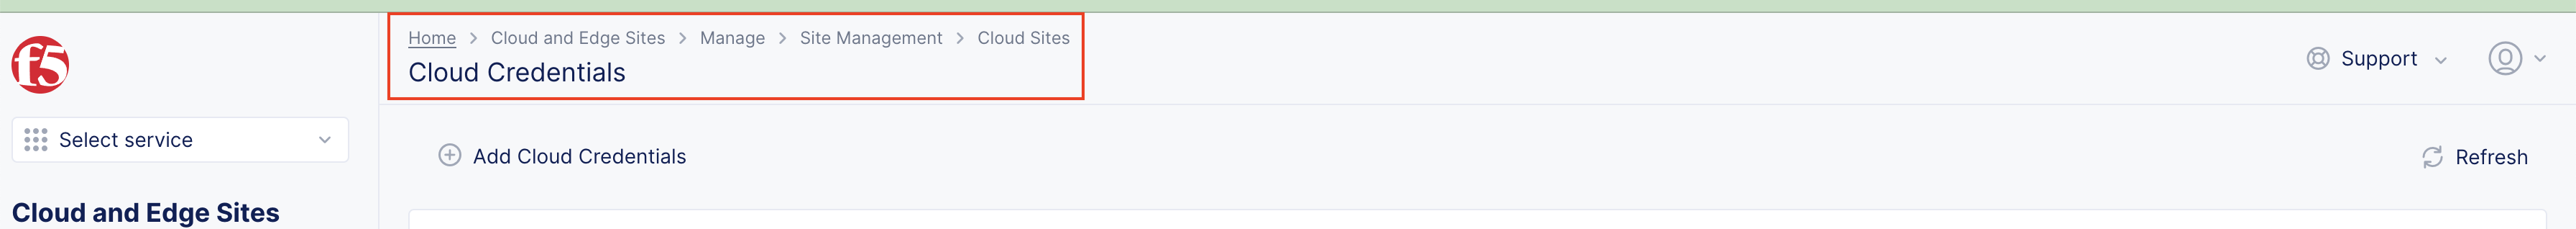 f5
Home > Cloud and Edge Sites > Manage > Site Management > Cloud Sites
Cloud Credentials
Support
Select service
Add Cloud Credentials
Refresh
Cloud and Edge Sites